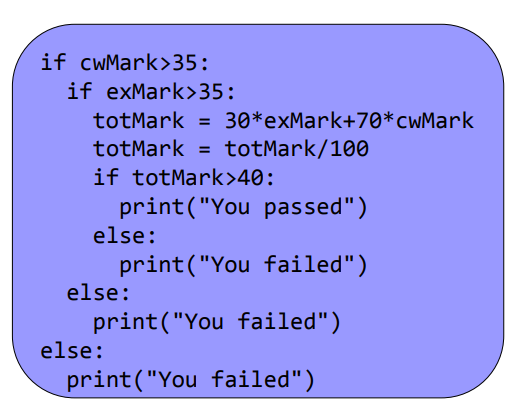 if cwMark>35:
  if exMark>35:
    totMark = 30*exMark+70*cwMark
    totMark = totMark/100
    if totMark>40:
      print("You passed")
    else:
      print("You failed")
  else:
    print("You failed")
else:
  print("You failed")